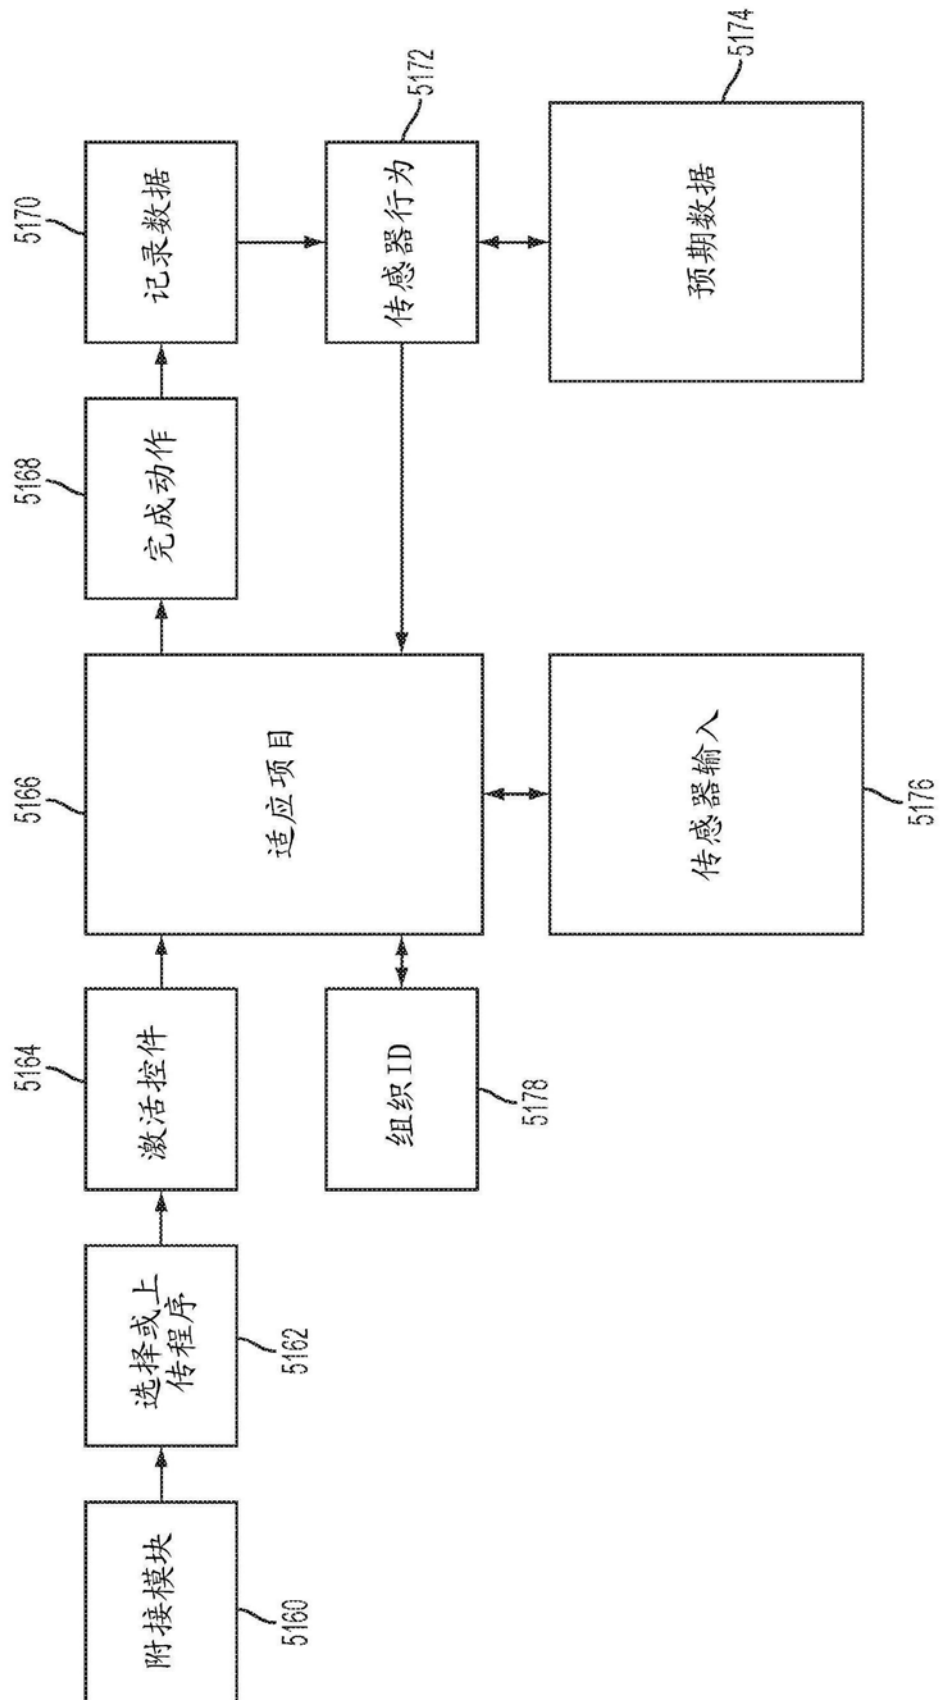 附接模块
5160
选择或上
传程序
5162
激活控件
5164
适应项目
5166
完成动作
5168
记录数据
5170
传感器行为
5172
预期数据
5174
传感器输入
5176
组织ID
5178